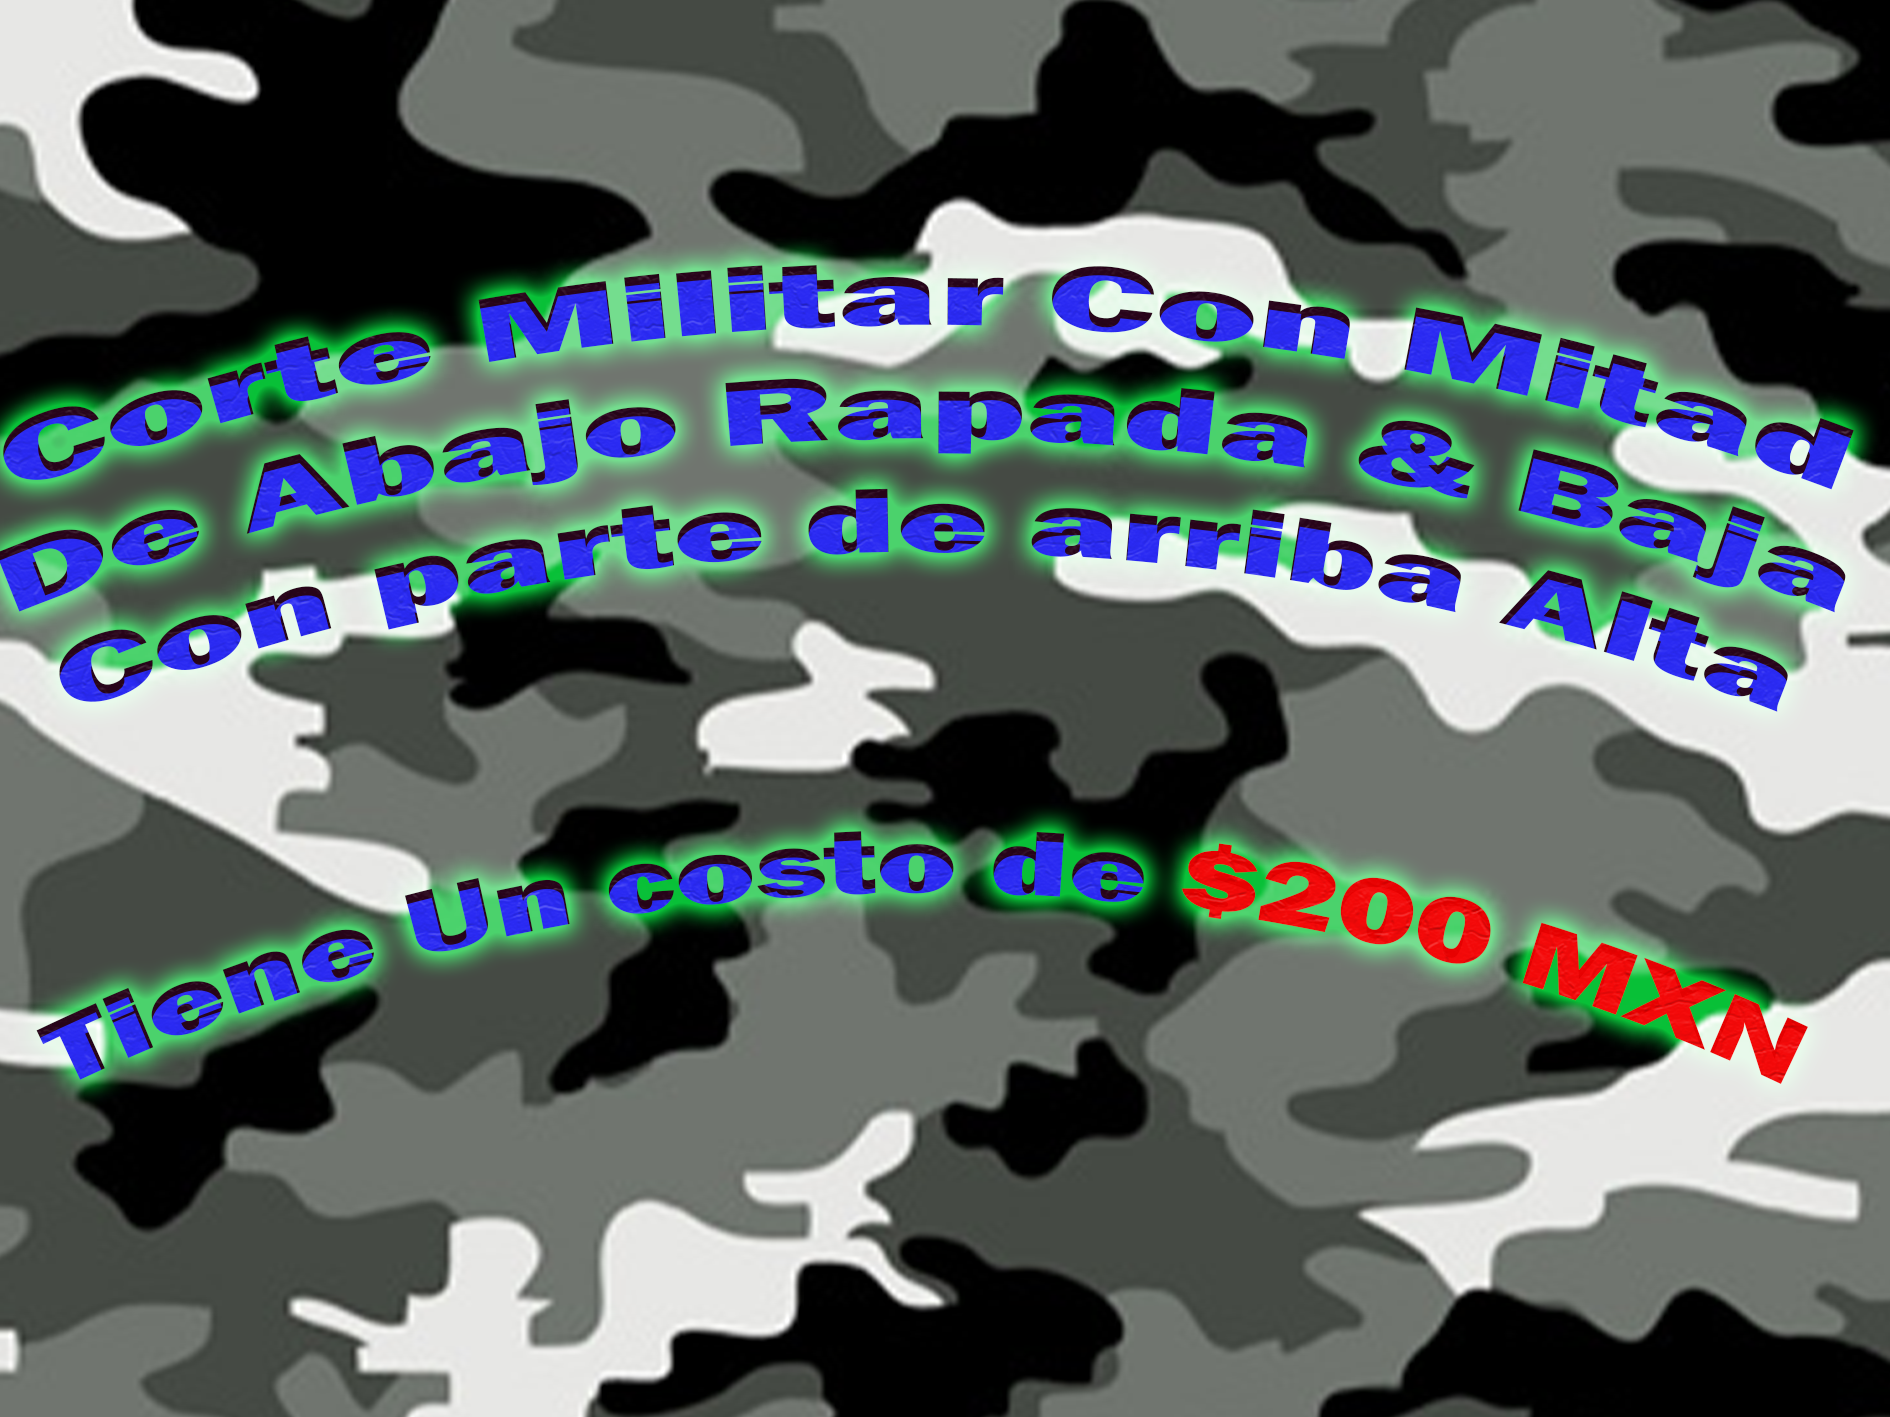 Corte Militar Con Mitad
De Abajo Rapada & Baja
Con parte de arriba Alta
Tiene Un costo de $200 MXN